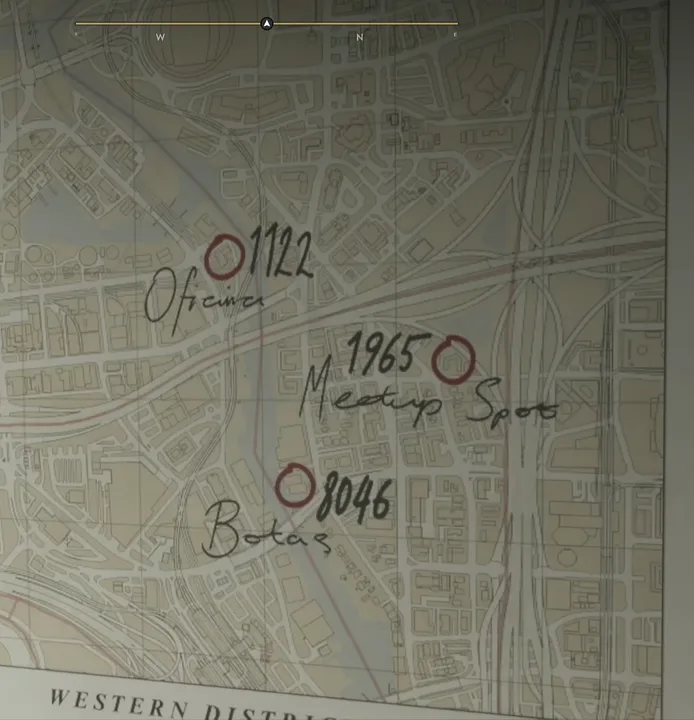 W N
1122
Oficina
1965
Meetup Spot
8046
Botas
WESTERN DISTRIC